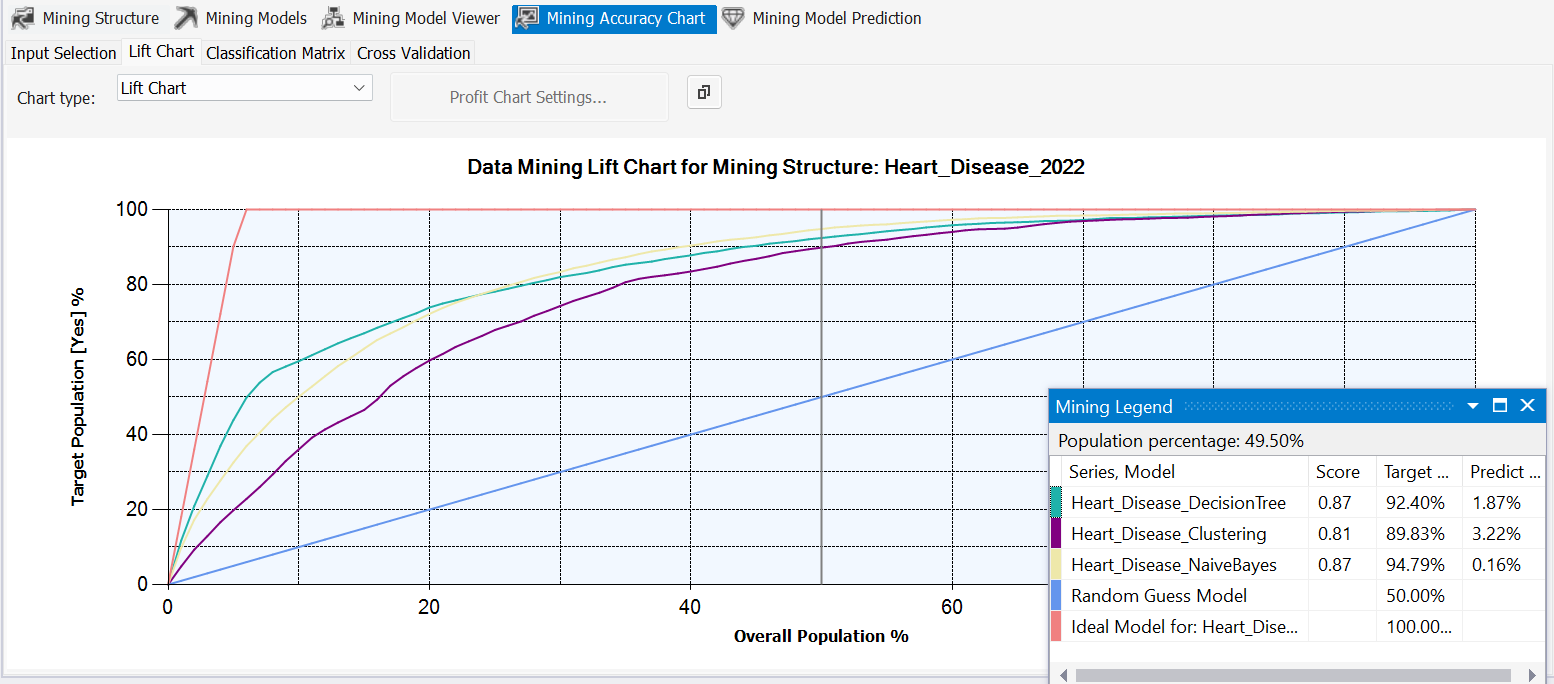 Mining Structure Mining Models Mining Model Viewer Mining Accuracy Chart Mining Model Prediction
Input Selection Lift Chart Classification Matrix Cross Validation
Chart type: Lift Chart Profit Chart Settings...
Data Mining Lift Chart for Mining Structure: Heart_Disease_2022
100
80
60
40
20
0
Target Population [Yes] %
0 20 40 60
Overall Population %
Mining Legend
Population percentage: 49.50%
Series, Model Score Target ... Predict ...
Heart_Disease_DecisionTree 0.87 92.40% 1.87%
Heart_Disease_Clustering 0.81 89.83% 3.22%
Heart_Disease_NaiveBayes 0.87 94.79% 0.16%
Random Guess Model 50.00%
Ideal Model for: Heart_Dise... 100.00...